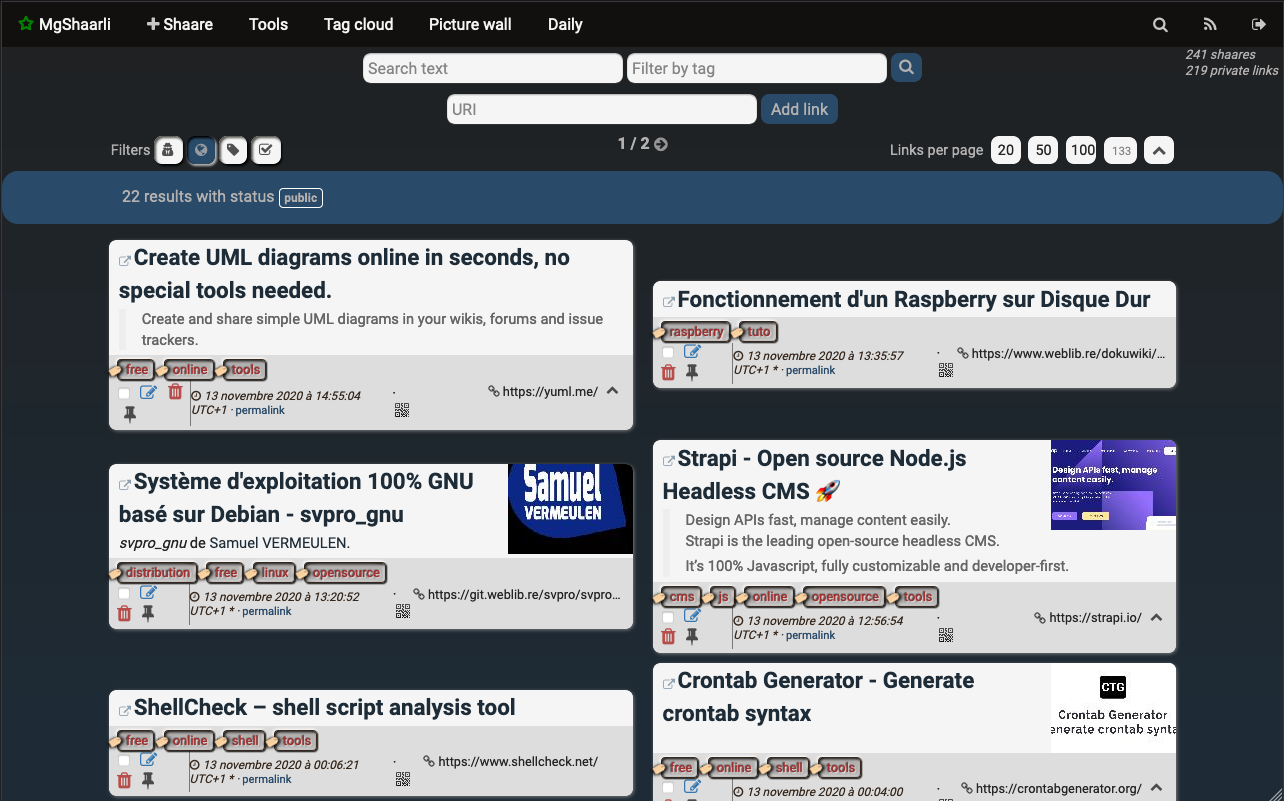 MgShaarli
Shaare
Tools
Tag cloud
Picture wall
Daily
241 shaares
219 private links
Search text
Filter by tag
URI
Add link
Filters
1 / 2
Links per page
20
50
100
133
22 results with status public
Create UML diagrams online in seconds, no
special tools needed.
Create and share simple UML diagrams in your wikis, forums and issue
trackers.
free online tools
13 novembre 2020 à 14:55:04
UTC+1 · permalink
·
https://yuml.me/
Fonctionnement d'un Raspberry sur Disque Dur
raspberry tuto
13 novembre 2020 à 13:35:57
UTC+1 * · permalink
·
https://www.weblib.re/dokuwiki/...
Système d'exploitation 100% GNU
basé sur Debian - svpro_gnu
svpro_gnu de Samuel VERMEULEN.
Samuel
VERMEULEN
distribution free linux opensource
13 novembre 2020 à 13:20:52
UTC+1 * · permalink
·
https://git.weblib.re/svpro/svpro...
Strapi - Open source Node.js
Headless CMS 🚀
Design APIs fast, manage content easily.
Strapi is the leading open-source headless CMS.
It's 100% Javascript, fully customizable and developer-first.
Design APIs fast, manage
content easily.
cms js online opensource tools
13 novembre 2020 à 12:56:54
UTC+1 * · permalink
·
https://strapi.io/
ShellCheck – shell script analysis tool
free online shell tools
13 novembre 2020 à 00:06:21
UTC+1 * · permalink
·
https://www.shellcheck.net/
Crontab Generator - Generate
crontab syntax
CTG
Crontab Generator
enerate crontab synta
free online shell tools
13 novembre 2020 à 00:04:00
https://crontabgenerator.org/